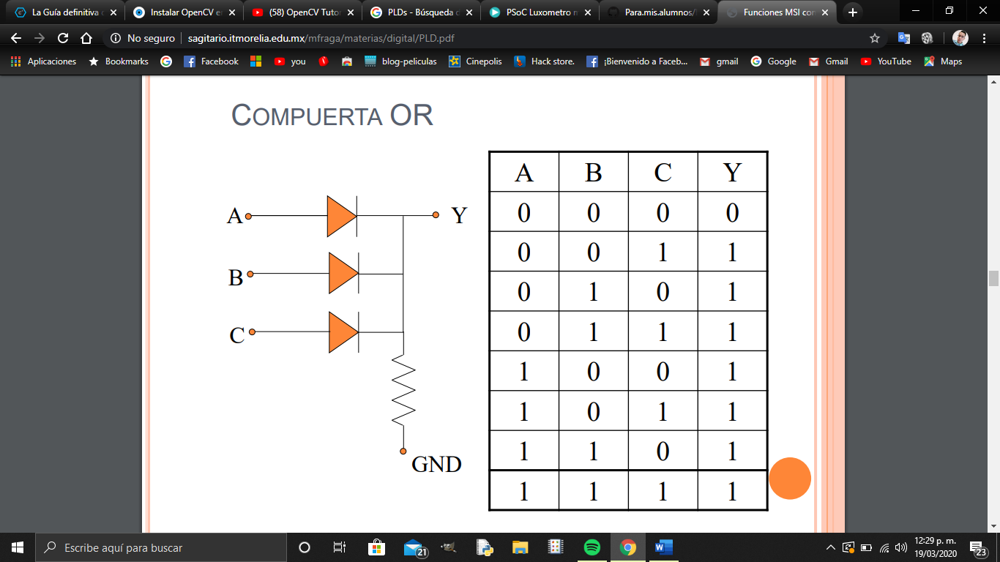 La Guía definitiva
Instalar OpenCV e
(58) OpenCV Tuto
PLDs - Búsqueda
PSoC Luxometro
Para.mis.alumnos/
Funciones MSI con
No seguro
sagitario.itmorelia.edu.mx/mfraga/materias/digital/PLD.pdf
Aplicaciones Bookmarks Facebook you blog-peliculas Cinepolis Hack store. ¡Bienvenido a Faceb... gmail Google Gmail YouTube Maps
COMPUERTA OR
A
Y
B
C
GND
A B C Y
0 0 0 0
0 0 1 1
0 1 0 1
0 1 1 1
1 0 0 1
1 0 1 1
1 1 0 1
1 1 1 1
Escribe aquí para buscar
21
12:29 p. m.
19/03/2020
23